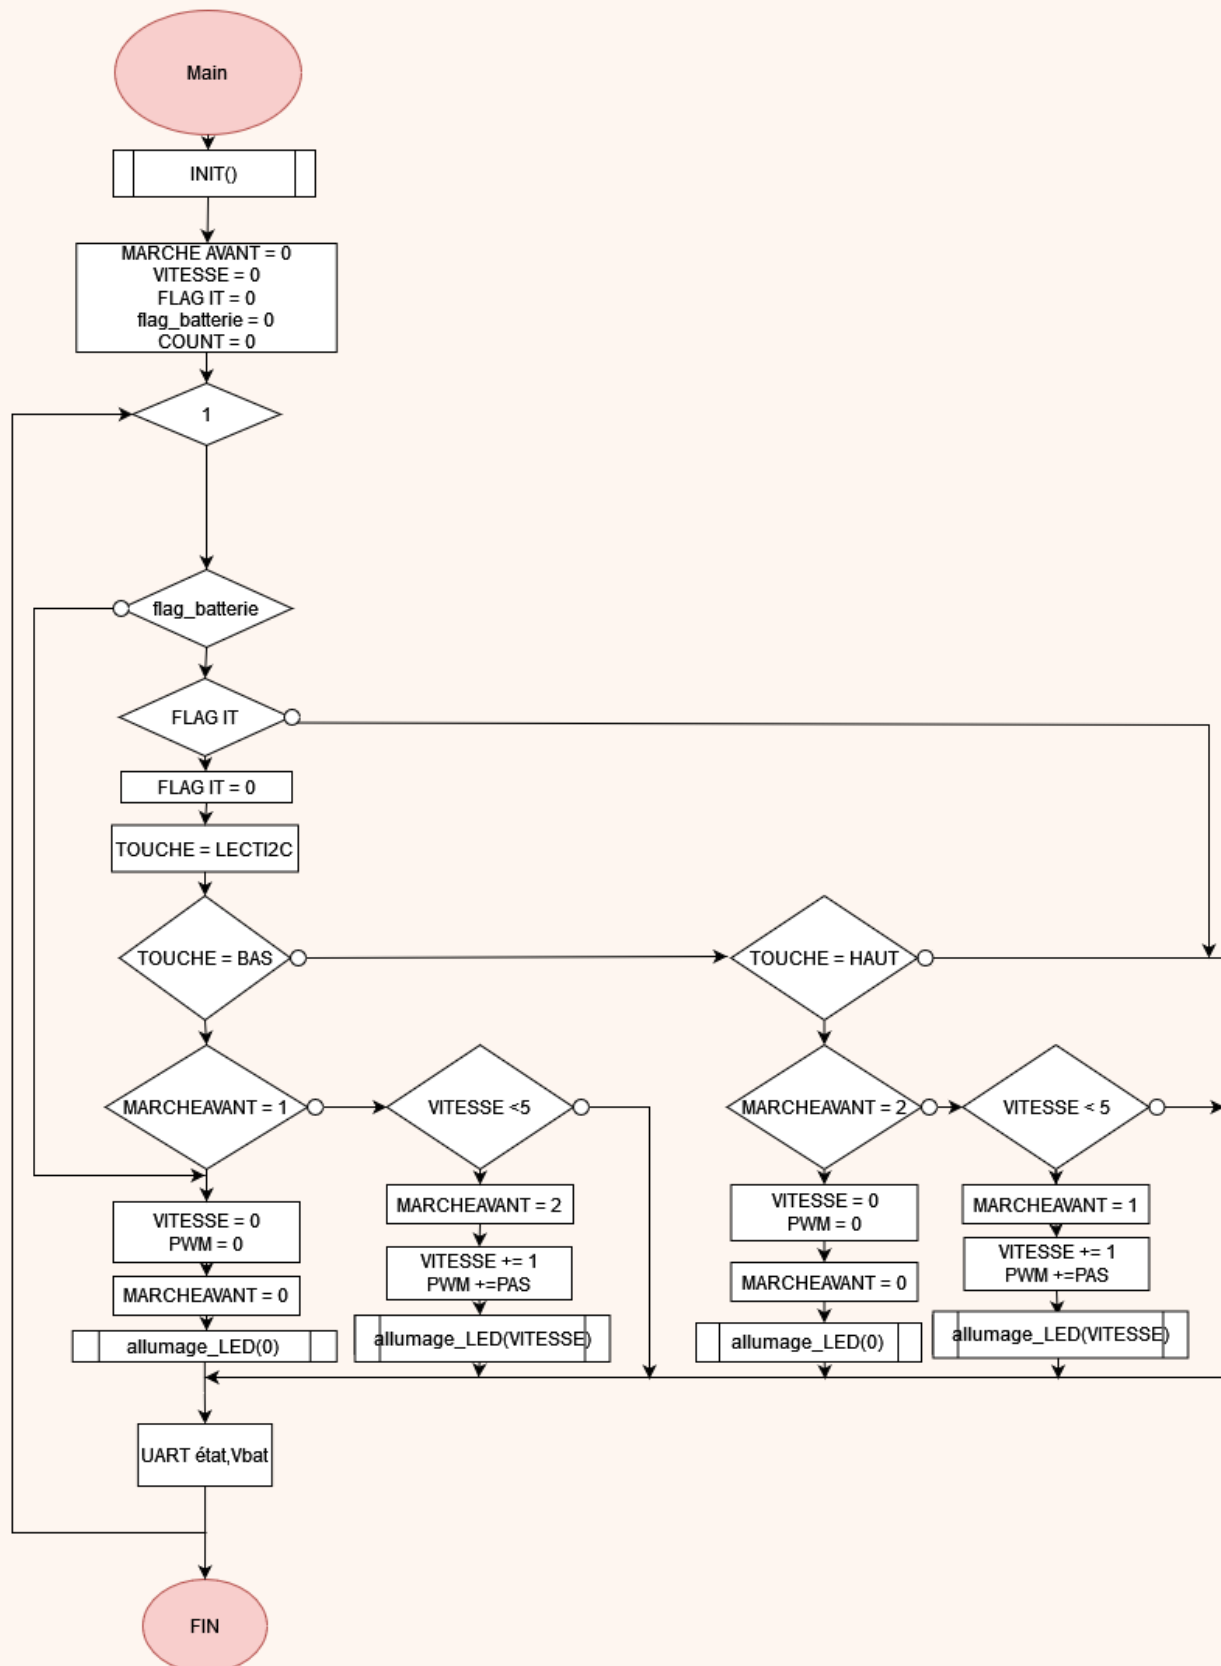 Main
INIT()
MARCHE AVANT = 0
VITESSE = 0
FLAG IT = 0
flag_batterie = 0
COUNT = 0
1
flag_batterie
FLAG IT
FLAG IT = 0
TOUCHE = LECTI2C
TOUCHE = BAS
TOUCHE = HAUT
MARCHEAVANT = 1
VITESSE <5
MARCHEAVANT = 2
VITESSE < 5
VITESSE = 0
PWM = 0
MARCHEAVANT = 0
allumage_LED(0)
MARCHEAVANT = 2
VITESSE += 1
PWM +=PAS
allumage_LED(VITESSE)
VITESSE = 0
PWM = 0
MARCHEAVANT = 0
allumage_LED(0)
MARCHEAVANT = 1
VITESSE += 1
PWM +=PAS
allumage_LED(VITESSE)
UART état,Vbat
FIN